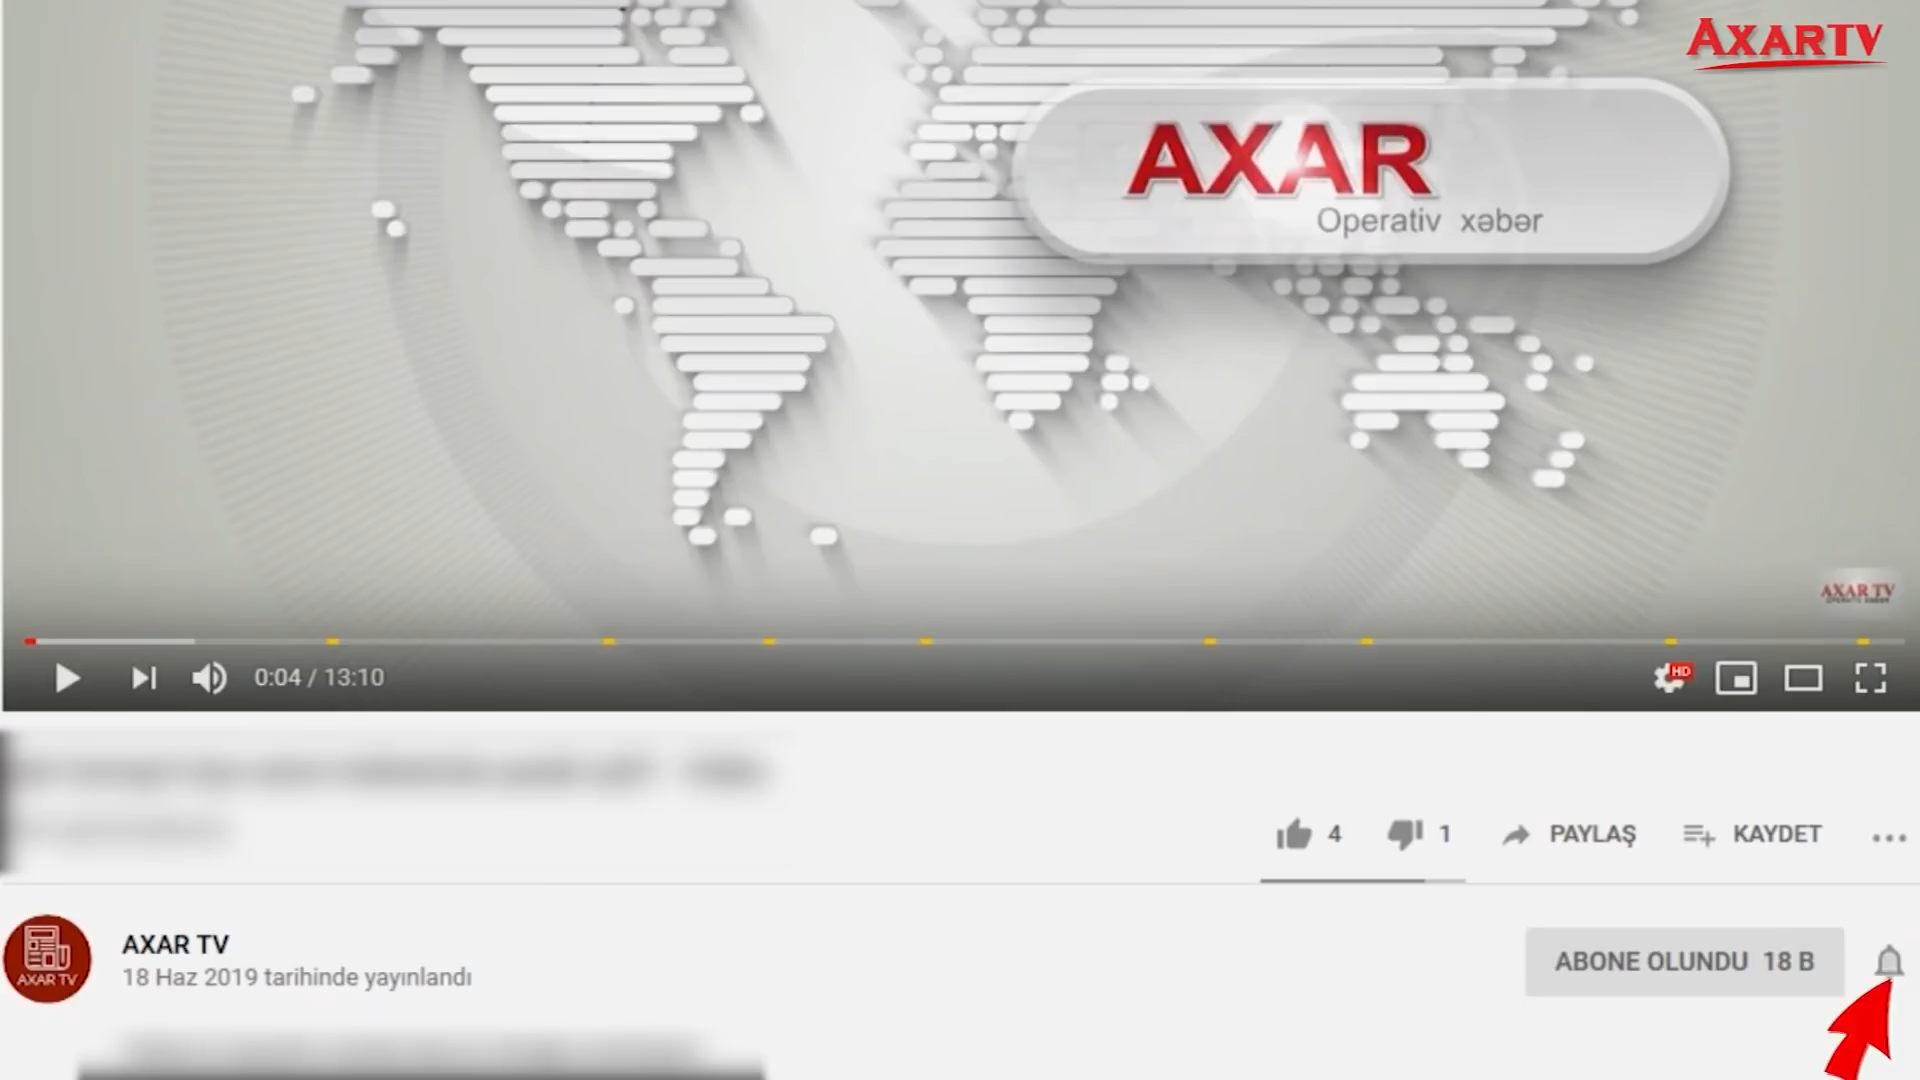 AXARTV
AXAR
Operativ xəbər
AXAR TV
0:04 / 13:10
HD
4
1
PAYLAŞ
KAYDET
AXAR TV
AXAR TV
18 Haz 2019 tarihinde yayınlandı
ABONE OLUNDU 18 B